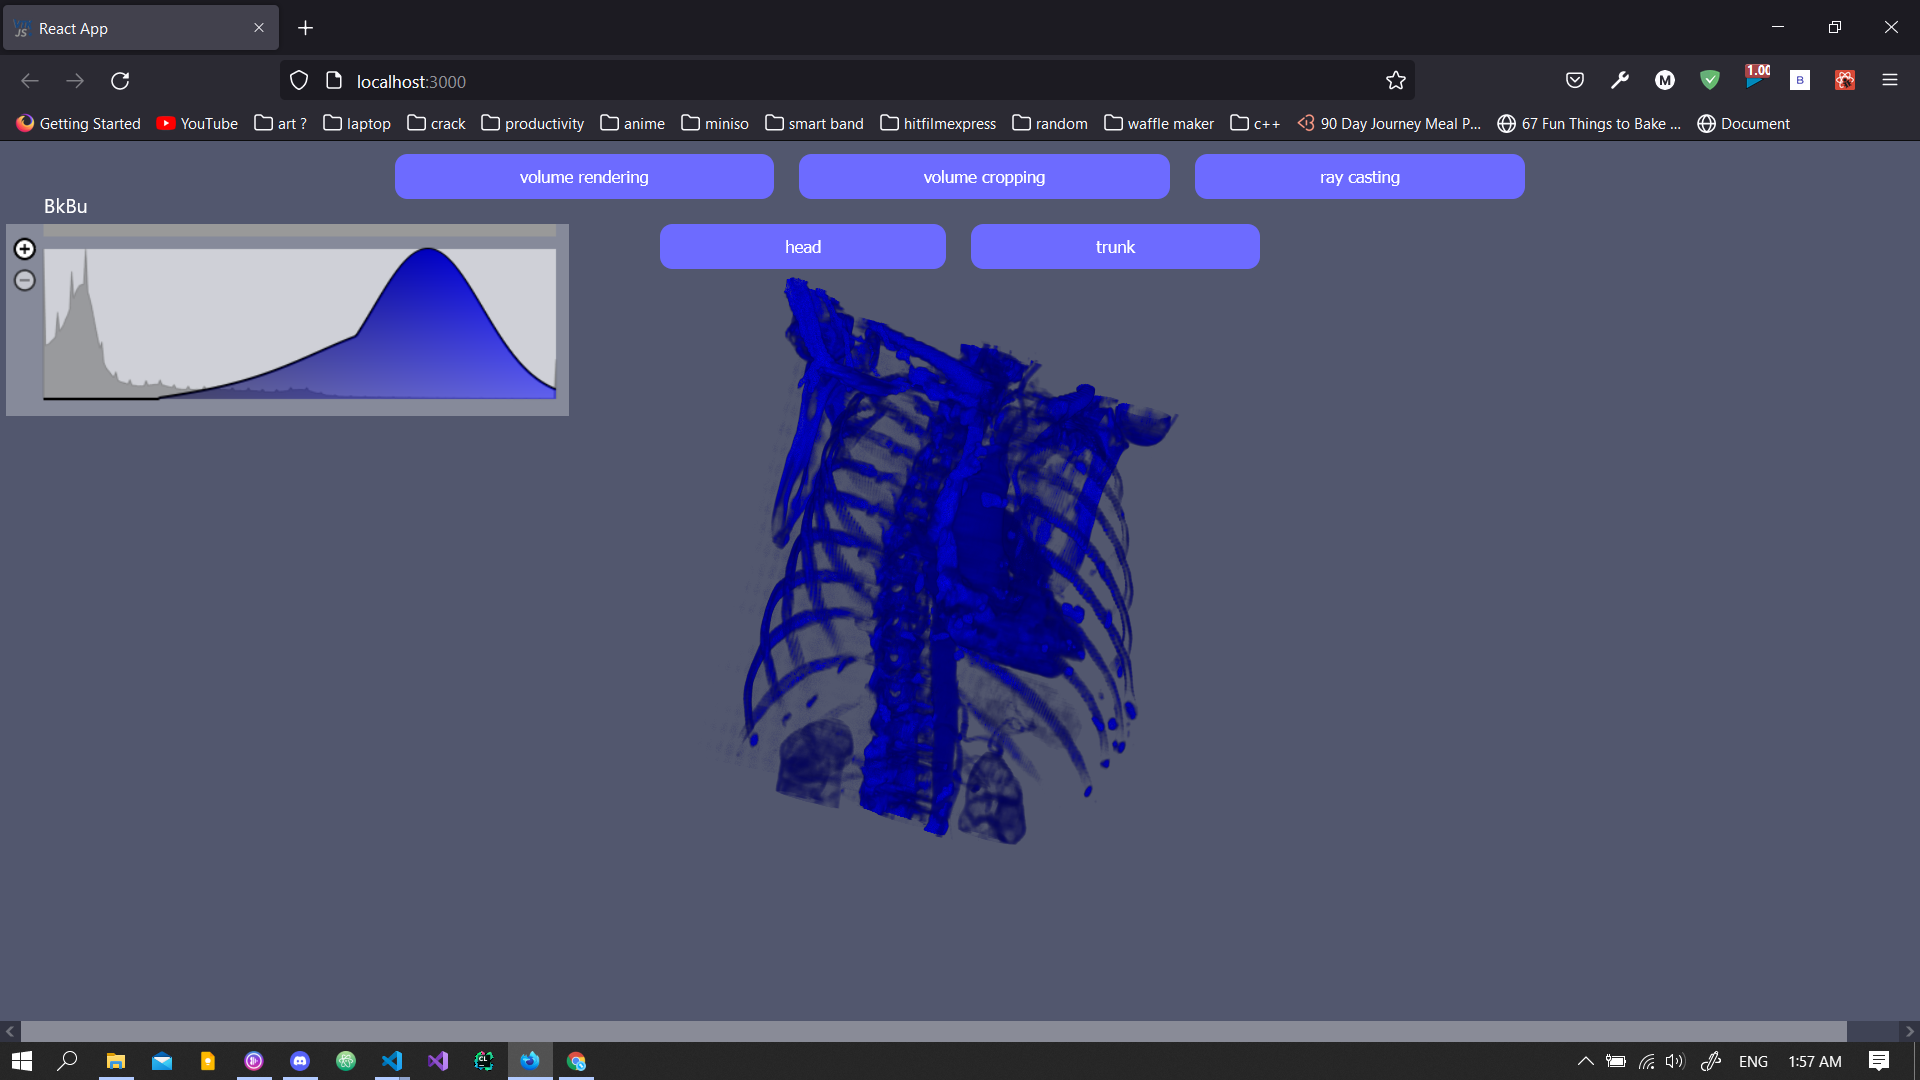 React App
localhost:3000
1.00
M
B
Getting Started YouTube art ? laptop crack productivity anime miniso smart band hitfilmexpress random waffle maker c++ 90 Day Journey Meal P... 67 Fun Things to Bake ... Document
volume rendering volume cropping ray casting
BkBu
head trunk
CL
ENG 1:57 AM